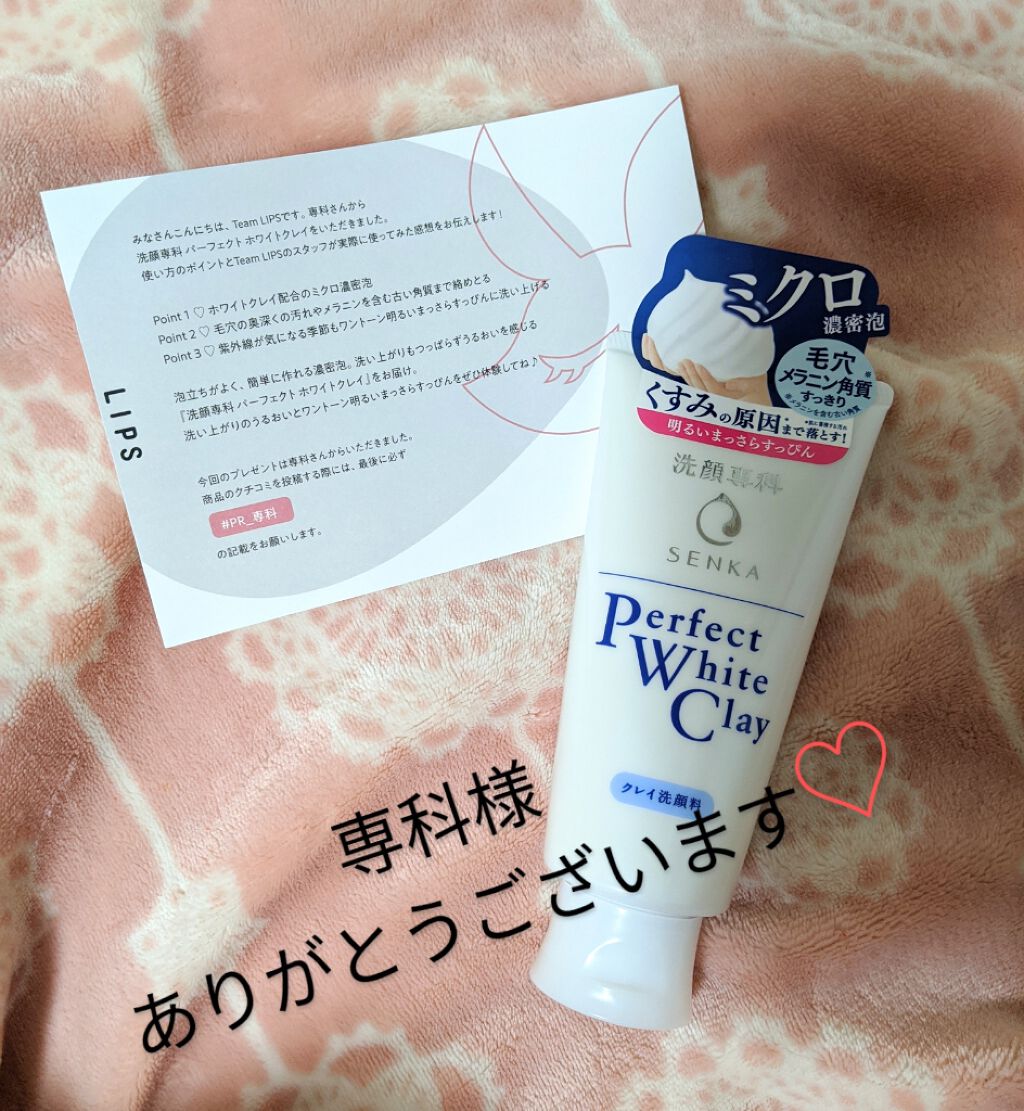 みなさんこんにちは、Team LIPSです。専科さんから
洗顔専科 パーフェクト ホワイトクレイをいただきました。
使い方のポイントとTeam LIPSのスタッフが実際に使ってみた感想をお伝えします!
Point 1 ♡ ホワイトクレイ配合のミクロ濃密泡
Point 2 ♡ 毛穴の奥深くの汚れやメラニンを含む古い角質まで絡めとる
Point 3 ♡ 紫外線が気になる季節もワントーン明るいまっさらすっぴんに洗い上げる
泡立ちがよく、簡単に作れる濃密泡。洗い上がりもつっぱらずうるおいを感じる
『洗顔専科 パーフェクト ホワイトクレイ』をお届け。
洗い上がりのうるおいとワントーン明るいまっさらすっぴんをぜひ体験してね♪
今回のプレゼントは専科さんからいただきました。
商品のクチコミを投稿する際には、最後に必ず
#PR_専科
の記載をお願いします。
LIPS
ミクロ
濃密泡
毛穴
メラニン角質※
すっきり
※メラニンを含む古い角質
くすみの原因*まで落とす!
明るいまっさらすっぴん
洗顔専科
SENKA
Perfect
White
Clay
クレイ洗顔料
専科様
ありがとうございます♡